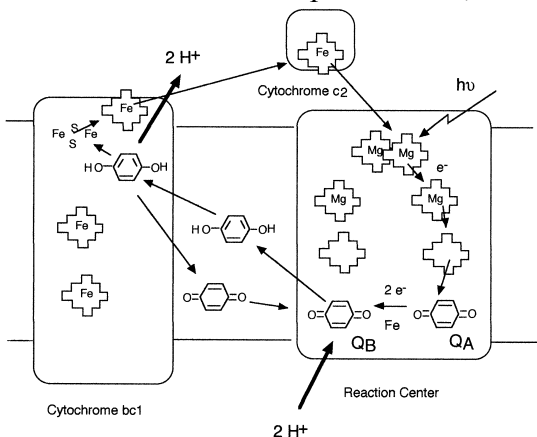 2 H+
Fe
Cytochrome c2
hυ
Fe
Fe S Fe
S
HO OH
Mg Mg
e-
Mg
Mg
Fe
HO OH
Fe
O O
2 e-
O O
Fe
O O
QB
QA
Reaction Center
Cytochrome bc1
2 H+